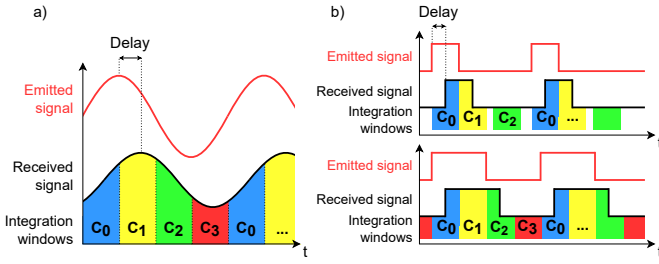 a)
Delay
Emitted
signal
Received
signal
Integration
windows
C0 C1 C2 C3 C0 ...
t
b)
Delay
Emitted signal
Received signal
Integration
windows
C0 C1 C2 C0 ...
t
Emitted signal
Received signal
Integration
windows
C0 C1 C2 C3 C0 ...
t